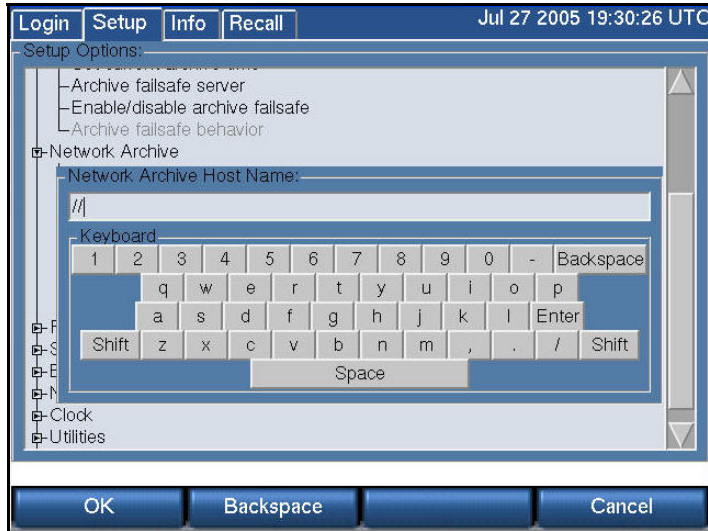 Login Setup Info Recall Jul 27 2005 19:30:26 UTC
Setup Options:
Archive failsafe server
Enable/disable archive failsafe
Archive failsafe behavior
Network Archive
Network Archive Host Name:
//
Keyboard
1 2 3 4 5 6 7 8 9 0 - Backspace
q w e r t y u i o p
a s d f g h j k l Enter
Shift z x c v b n m , . / Shift
Space
Clock
Utilities
OK Backspace Cancel